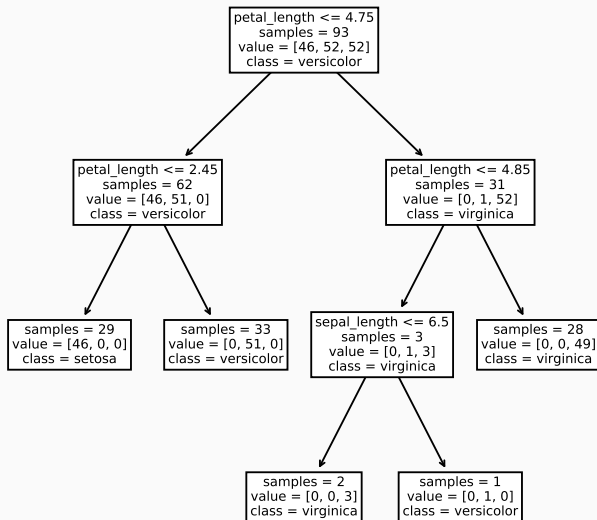 petal_length <= 4.75
samples = 93
value = [46, 52, 52]
class = versicolor
petal_length <= 2.45
samples = 62
value = [46, 51, 0]
class = versicolor
petal_length <= 4.85
samples = 31
value = [0, 1, 52]
class = virginica
samples = 29
value = [46, 0, 0]
class = setosa
samples = 33
value = [0, 51, 0]
class = versicolor
sepal_length <= 6.5
samples = 3
value = [0, 1, 3]
class = virginica
samples = 28
value = [0, 0, 49]
class = virginica
samples = 2
value = [0, 0, 3]
class = virginica
samples = 1
value = [0, 1, 0]
class = versicolor